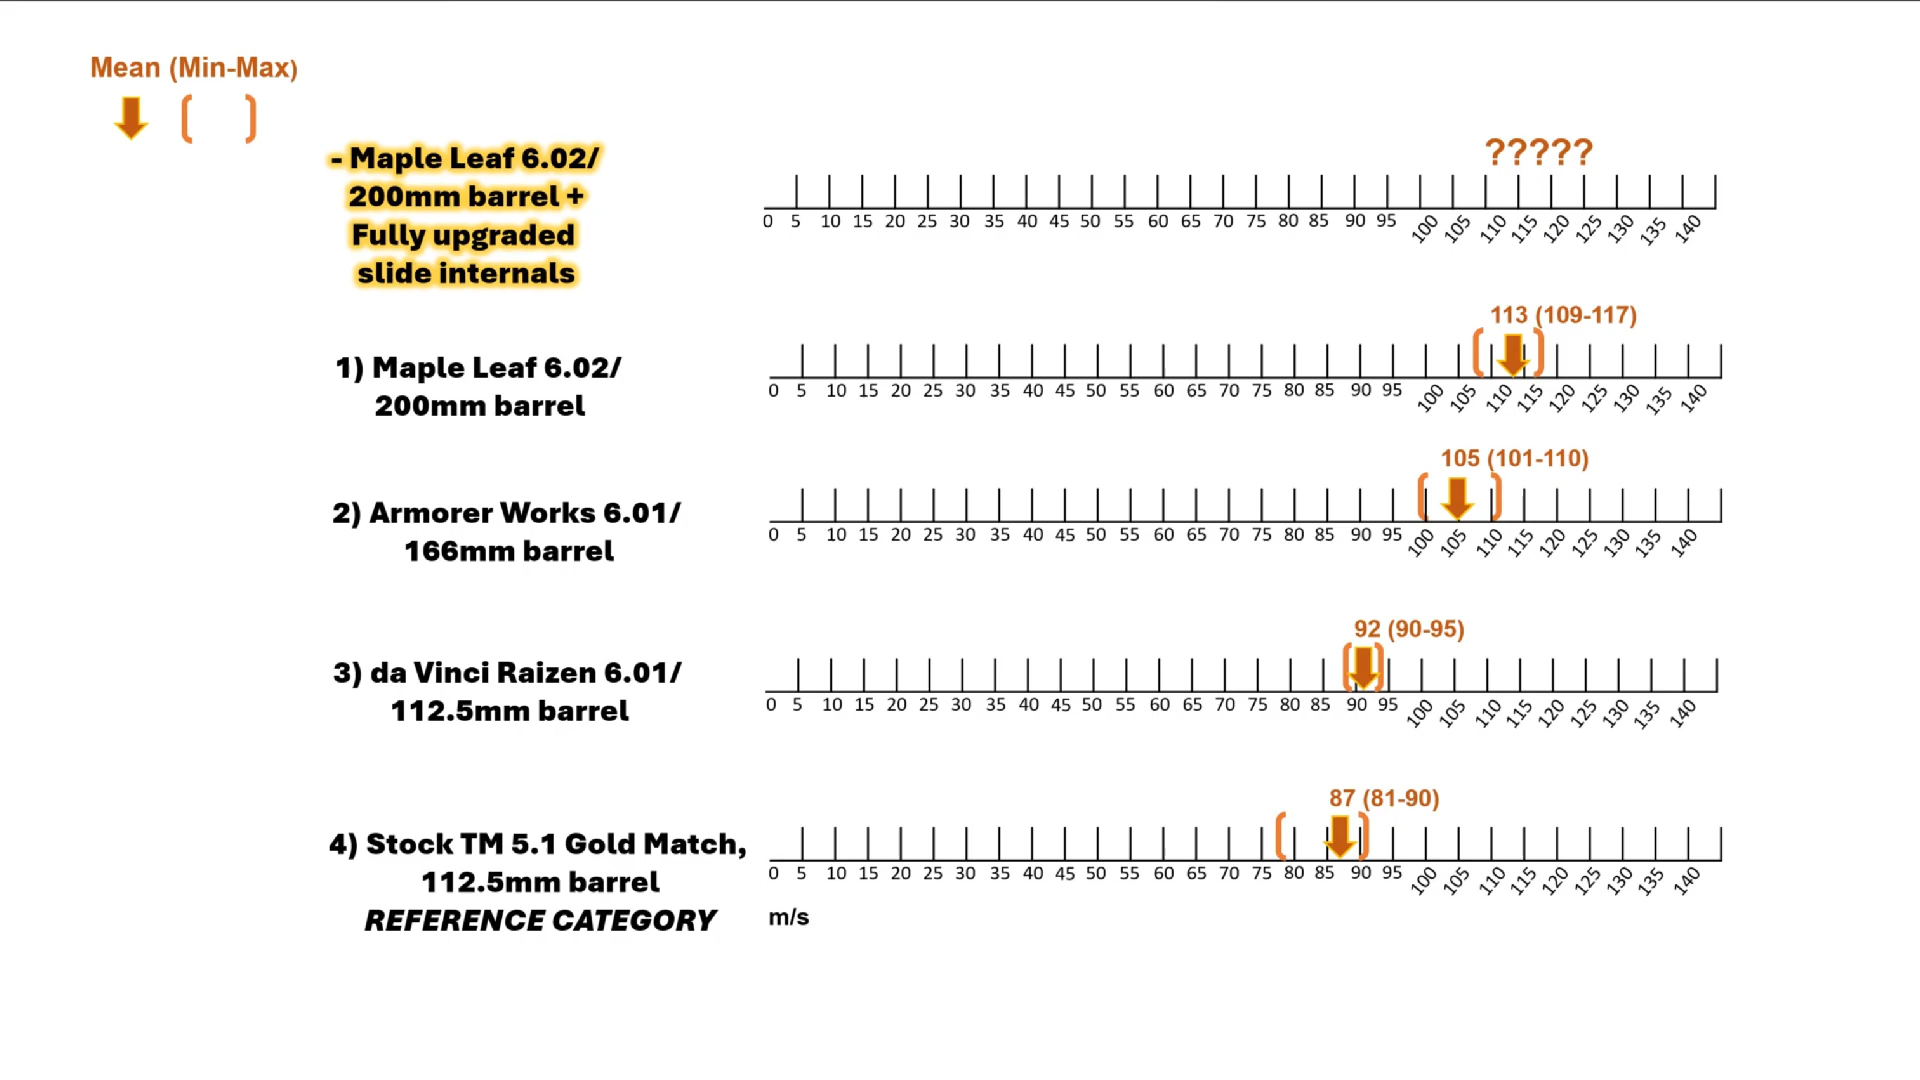 Mean (Min-Max)
- Maple Leaf 6.02/
200mm barrel +
Fully upgraded
slide internals
?????
0 5 10 15 20 25 30 35 40 45 50 55 60 65 70 75 80 85 90 95 100 105 110 115 120 125 130 135 140
1) Maple Leaf 6.02/
200mm barrel
113 (109-117)
0 5 10 15 20 25 30 35 40 45 50 55 60 65 70 75 80 85 90 95 100 105 110 115 120 125 130 135 140
2) Armorer Works 6.01/
166mm barrel
105 (101-110)
0 5 10 15 20 25 30 35 40 45 50 55 60 65 70 75 80 85 90 95 100 105 110 115 120 125 130 135 140
3) da Vinci Raizen 6.01/
112.5mm barrel
92 (90-95)
0 5 10 15 20 25 30 35 40 45 50 55 60 65 70 75 80 85 90 95 100 105 110 115 120 125 130 135 140
4) Stock TM 5.1 Gold Match,
112.5mm barrel
REFERENCE CATEGORY
87 (81-90)
0 5 10 15 20 25 30 35 40 45 50 55 60 65 70 75 80 85 90 95 100 105 110 115 120 125 130 135 140
m/s